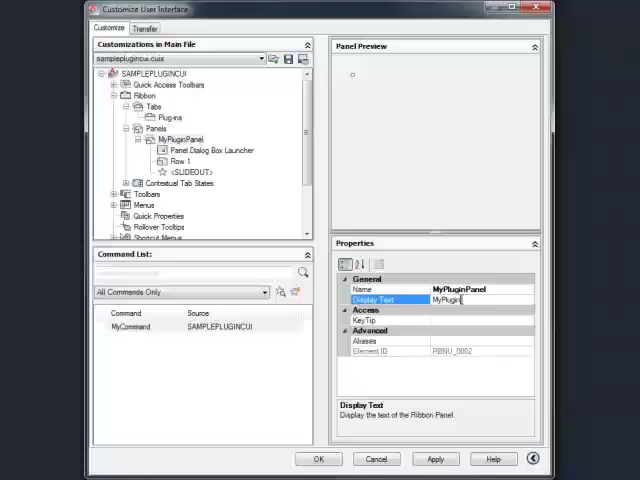 Customize User Interface
Customize
Transfer
Customizations in Main File
sampleplugincui.cuix
SAMPLEPLUGINCUI
Quick Access Toolbars
Ribbon
Tabs
Plug-ins
Panels
MyPluginPanel
Panel Dialog Box Launcher
Row 1
<SLIDEOUT>
Contextual Tab States
Toolbars
Menus
Quick Properties
Rollover Tooltips
Shortcut Menus
Command List:
All Commands Only
Command Source
MyCommand SAMPLEPLUGINCUI
Panel Preview
Properties
General
Name MyPluginPanel
Display Text MyPlugin
Access
KeyTip
Advanced
Aliases
Element ID RBNU_0002
Display Text
Display the text of the Ribbon Panel.
OK
Cancel
Apply
Help